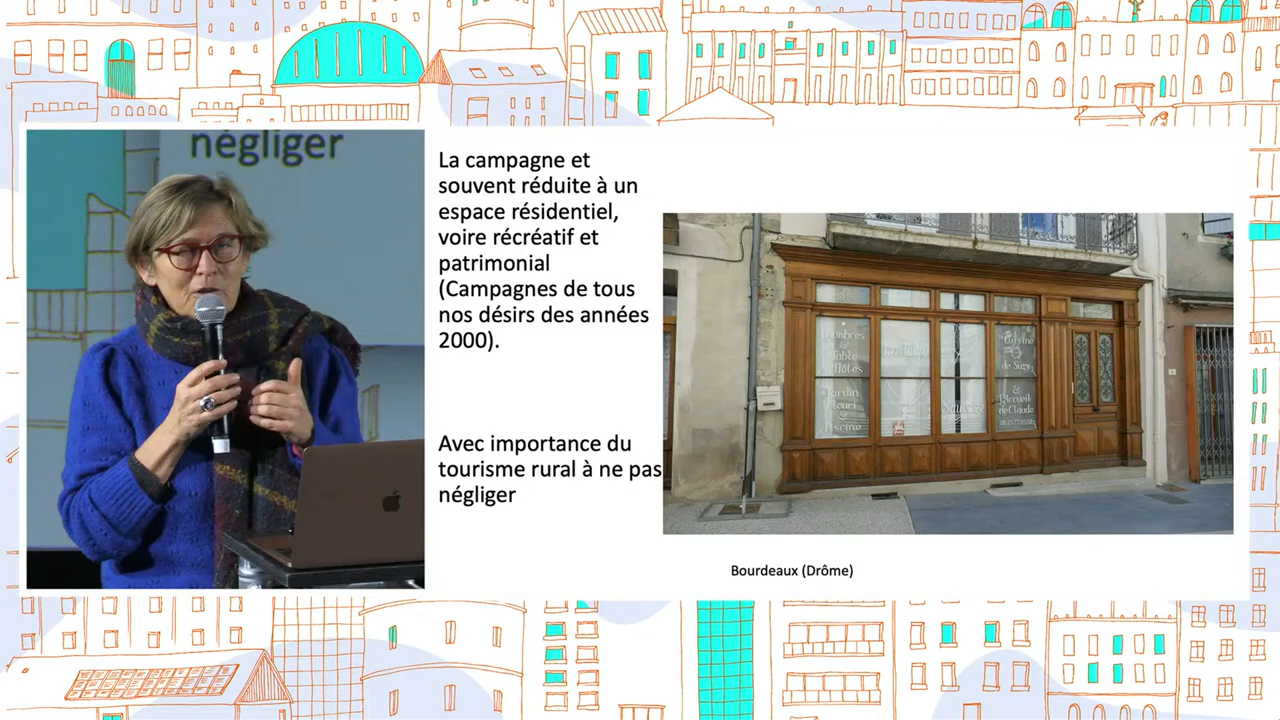 négliger
La campagne et
souvent réduite à un
espace résidentiel,
voire récréatif et
patrimonial
(Campagnes de tous
nos désirs des années
2000).
Avec importance du
tourisme rural à ne pas
négliger
Chambres
&
Table
d'Hôtes
Jardin
Fleuri
&
Piscine
Cuisine
de Suzy
&
l'Accueil
de Claude
Bourdeaux (Drôme)